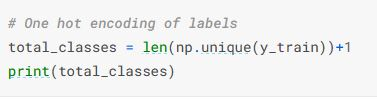 # One hot encoding of labels
total_classes = len(np.unique(y_train))+1
print(total_classes)